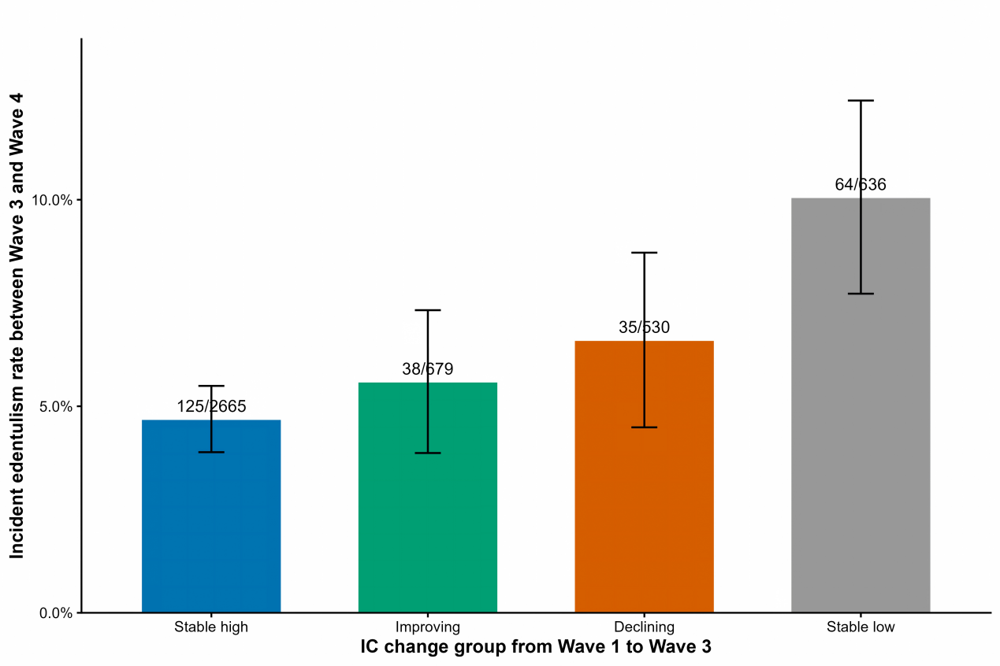 Incident edentulism rate between Wave 3 and Wave 4
10.0%
5.0%
0.0%
125/2665
38/679
35/530
64/636
Stable high
Improving
Declining
Stable low
IC change group from Wave 1 to Wave 3